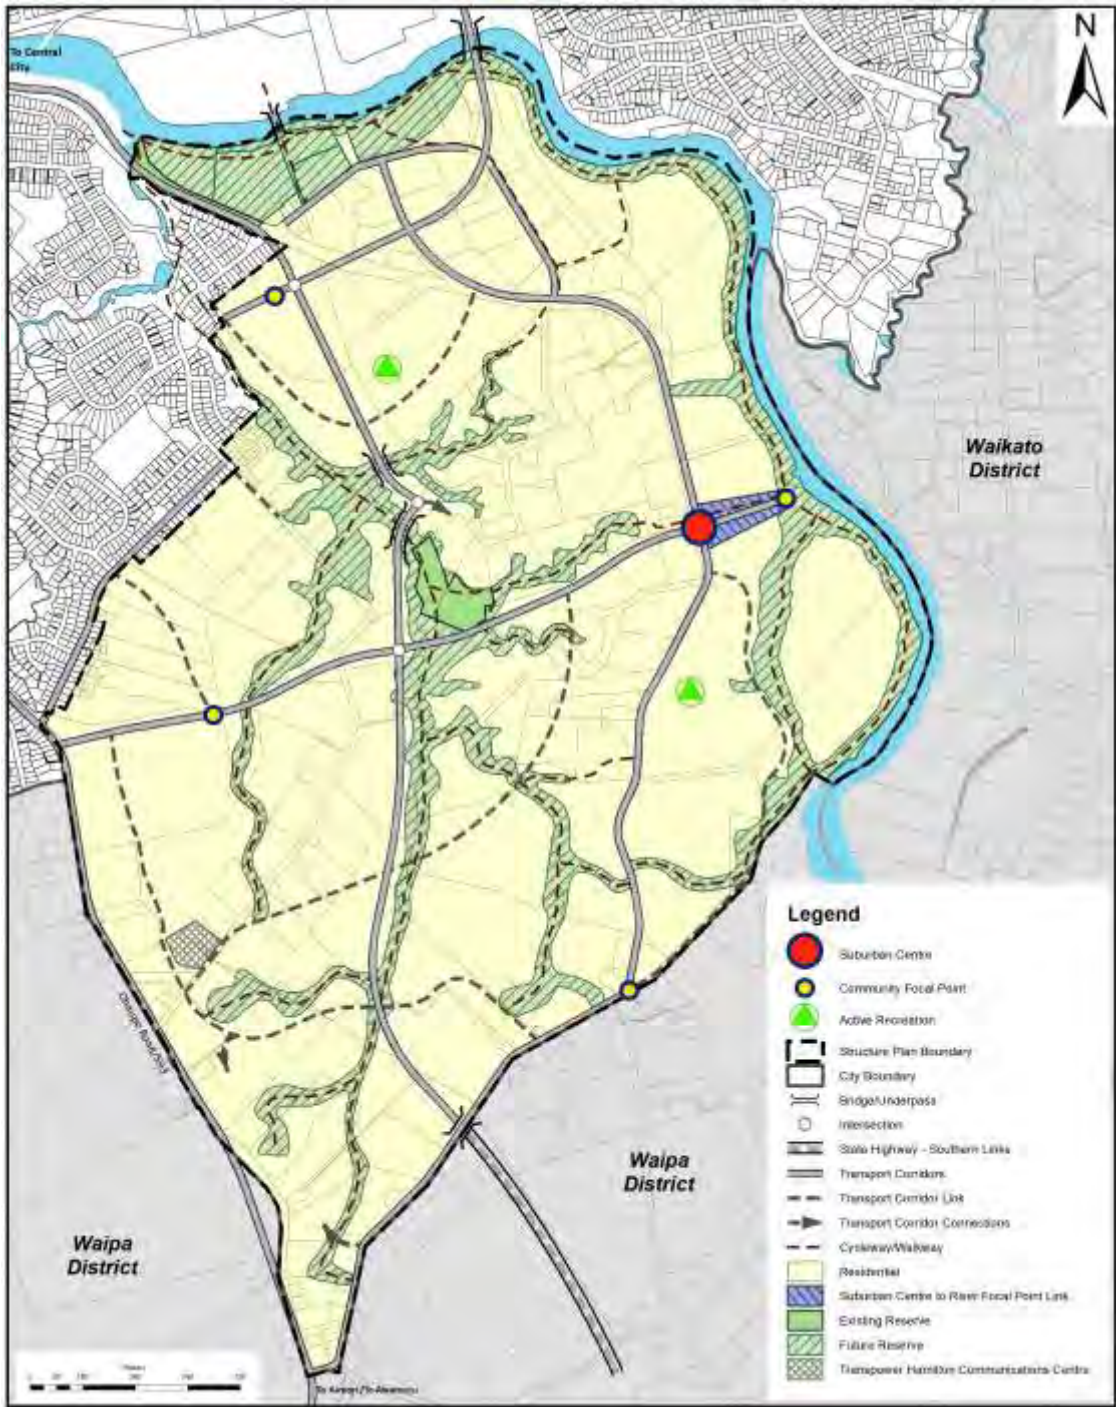 To Central
City
N
Waikato
District
Legend
Suburban Centre
Community Focal Point
Active Recreation
Structure Plan Boundary
City Boundary
Bridge/Underpass
Intersection
State Highway - Southern Links
Transport Corridors
Transport Corridor Link
Transport Corridor Connections
Cycleway/Walkway
Residential
Suburban Centre to River Focal Point Link
Existing Reserve
Future Reserve
Transpower Hamilton Communications Centre
Waipa
District
Waipa
District